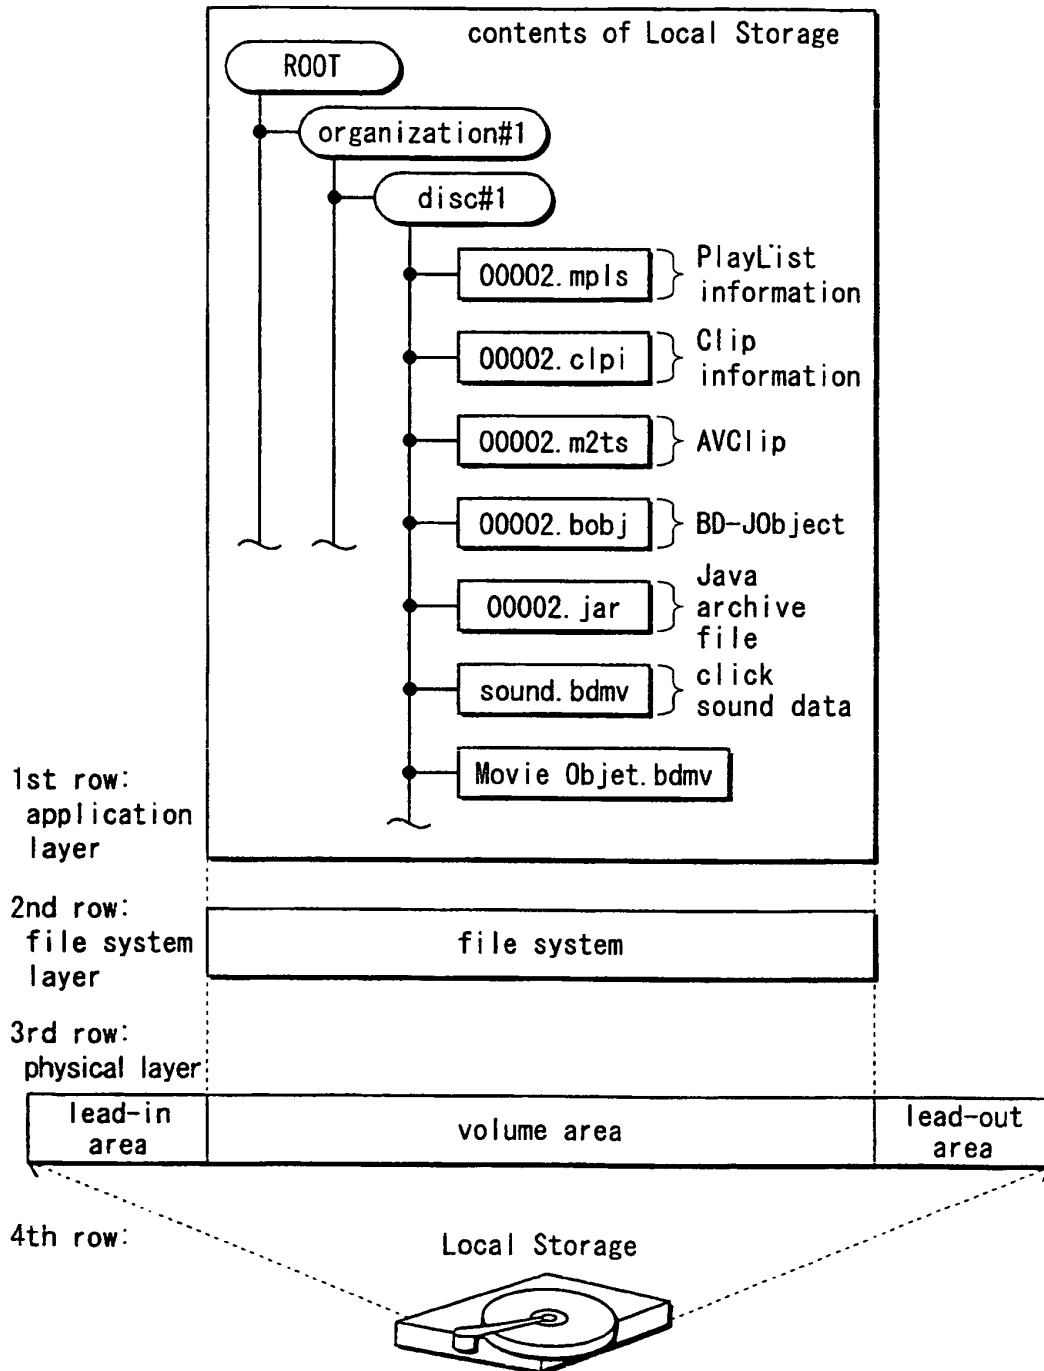 contents of Local Storage
ROOT
organization#1
disc#1
00002.mpls
PlayList
information
00002.clpi
Clip
information
00002.m2ts
AVClip
00002.bobj
BD-JObject
00002.jar
Java
archive
file
sound.bdmv
click
sound data
Movie Objet.bdmv
1st row:
application
layer
2nd row:
file system
layer
file system
3rd row:
physical layer
lead-in
area
volume area
lead-out
area
4th row:
Local Storage